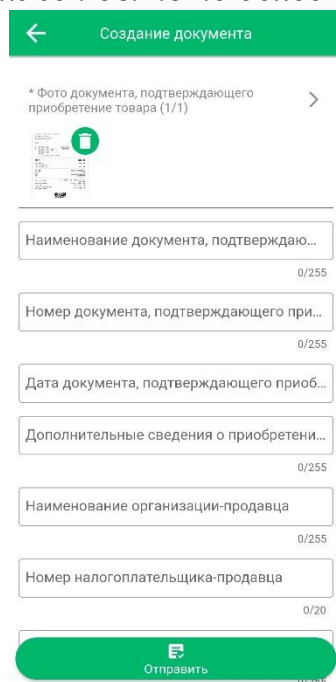 Создание документа
* Фото документа, подтверждающего
приобретение товара (1/1)
Наименование документа, подтверждаю...
0/255
Номер документа, подтверждающего при...
0/255
Дата документа, подтверждающего приоб...
Дополнительные сведения о приобретени...
0/255
Наименование организации-продавца
0/255
Номер налогоплательщика-продавца
0/20
Отправить